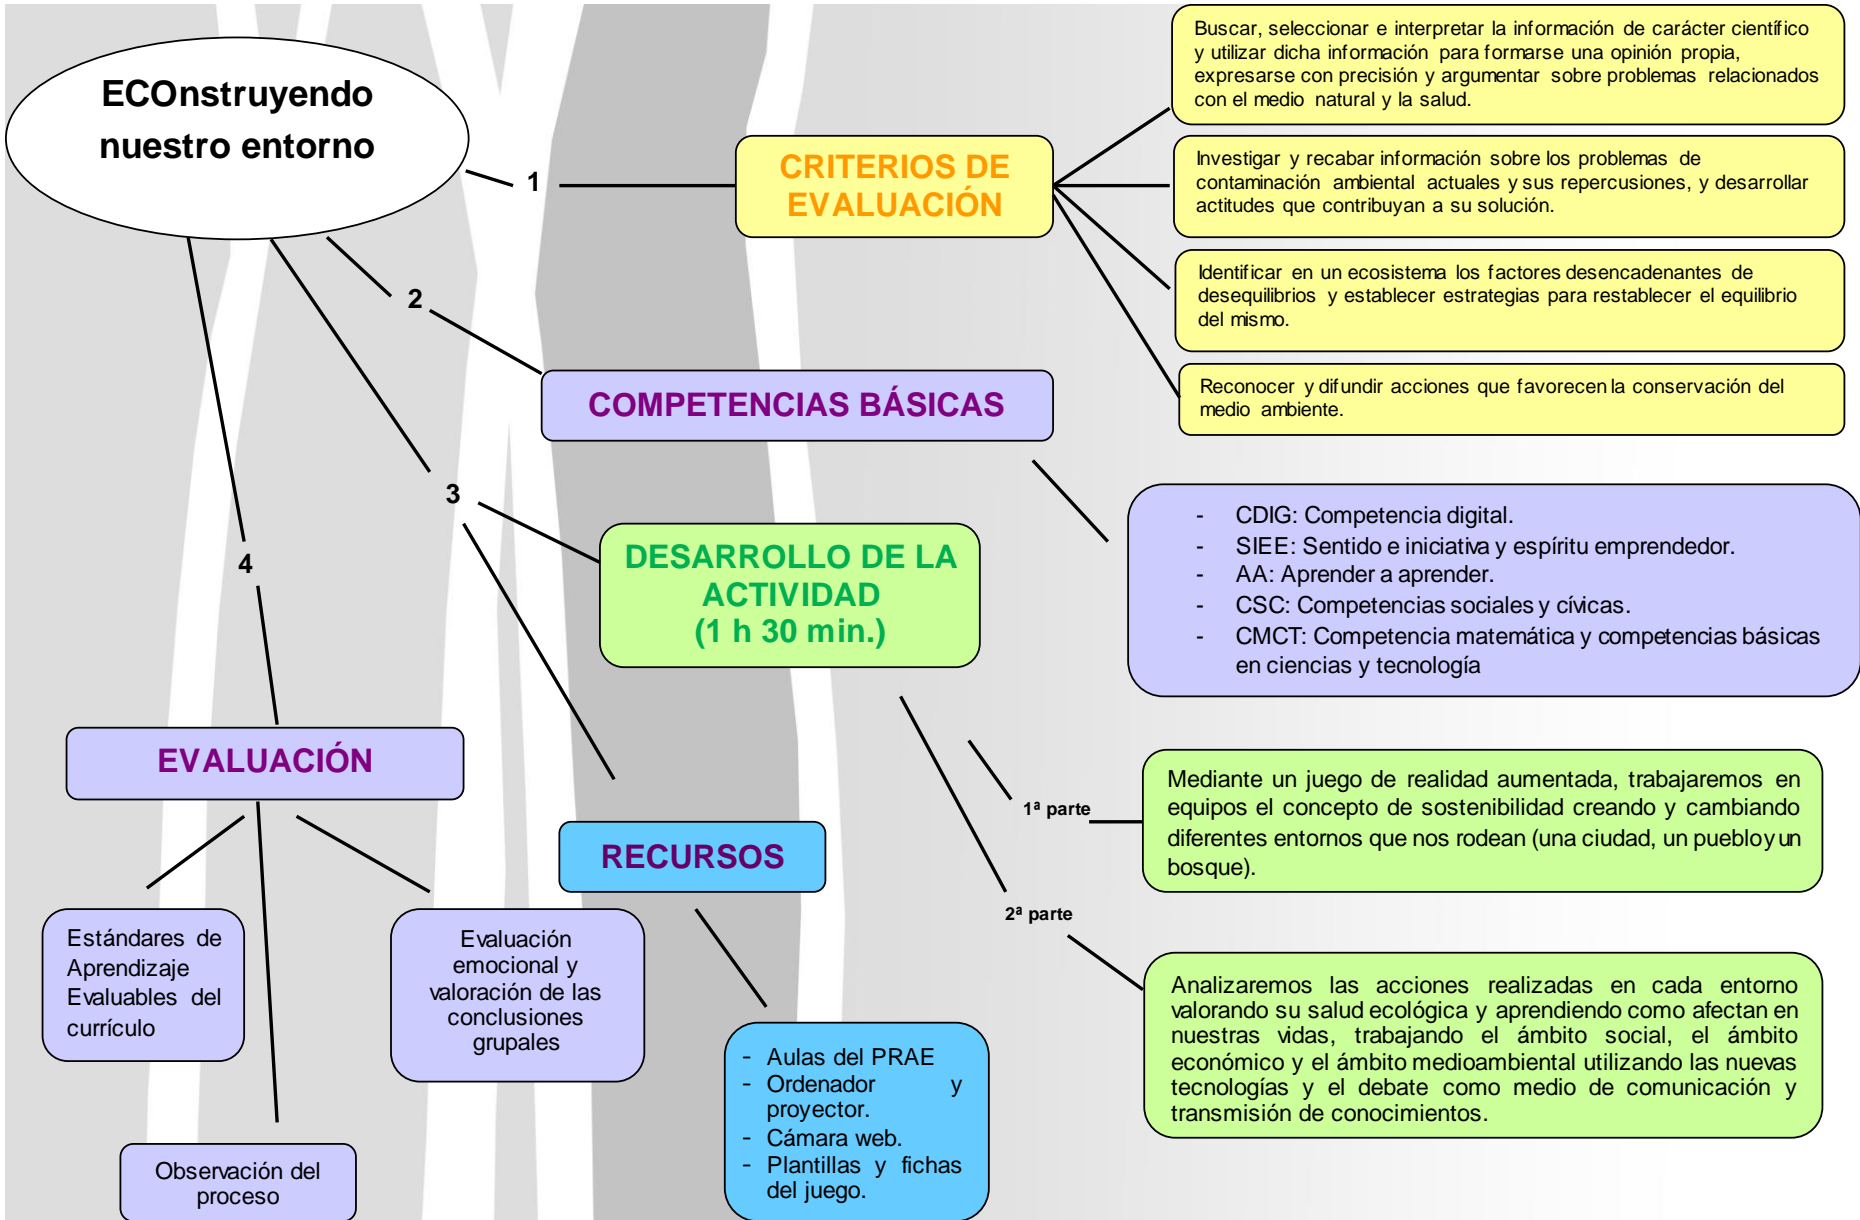 ECOnstruyendo
nuestro entorno
1
CRITERIOS DE
EVALUACIÓN
Buscar, seleccionar e interpretar la información de carácter científico
y utilizar dicha información para formarse una opinión propia,
expresarse con precisión y argumentar sobre problemas relacionados
con el medio natural y la salud.
Investigar y recabar información sobre los problemas de
contaminación ambiental actuales y sus repercusiones, y desarrollar
actitudes que contribuyan a su solución.
Identificar en un ecosistema los factores desencadenantes de
desequilibrios y establecer estrategias para restablecer el equilibrio
del mismo.
Reconocer y difundir acciones que favorecen la conservación del
medio ambiente.
2
COMPETENCIAS BÁSICAS
- CDIG: Competencia digital.
- SIEE: Sentido e iniciativa y espíritu emprendedor.
- AA: Aprender a aprender.
- CSC: Competencias sociales y cívicas.
- CMCT: Competencia matemática y competencias básicas
en ciencias y tecnología
3
DESARROLLO DE LA
ACTIVIDAD
(1 h 30 min.)
1ª parte
Mediante un juego de realidad aumentada, trabajaremos en
equipos el concepto de sostenibilidad creando y cambiando
diferentes entornos que nos rodean (una ciudad, un pueblo y un
bosque).
2ª parte
Analizaremos las acciones realizadas en cada entorno
valorando su salud ecológica y aprendiendo como afectan en
nuestras vidas, trabajando el ámbito social, el ámbito
económico y el ámbito medioambiental utilizando las nuevas
tecnologías y el debate como medio de comunicación y
transmisión de conocimientos.
RECURSOS
- Aulas del PRAE
- Ordenador y
proyector.
- Cámara web.
- Plantillas y fichas
del juego.
4
EVALUACIÓN
Estándares de
Aprendizaje
Evaluables del
currículo
Evaluación
emocional y
valoración de las
conclusiones
grupales
Observación del
proceso